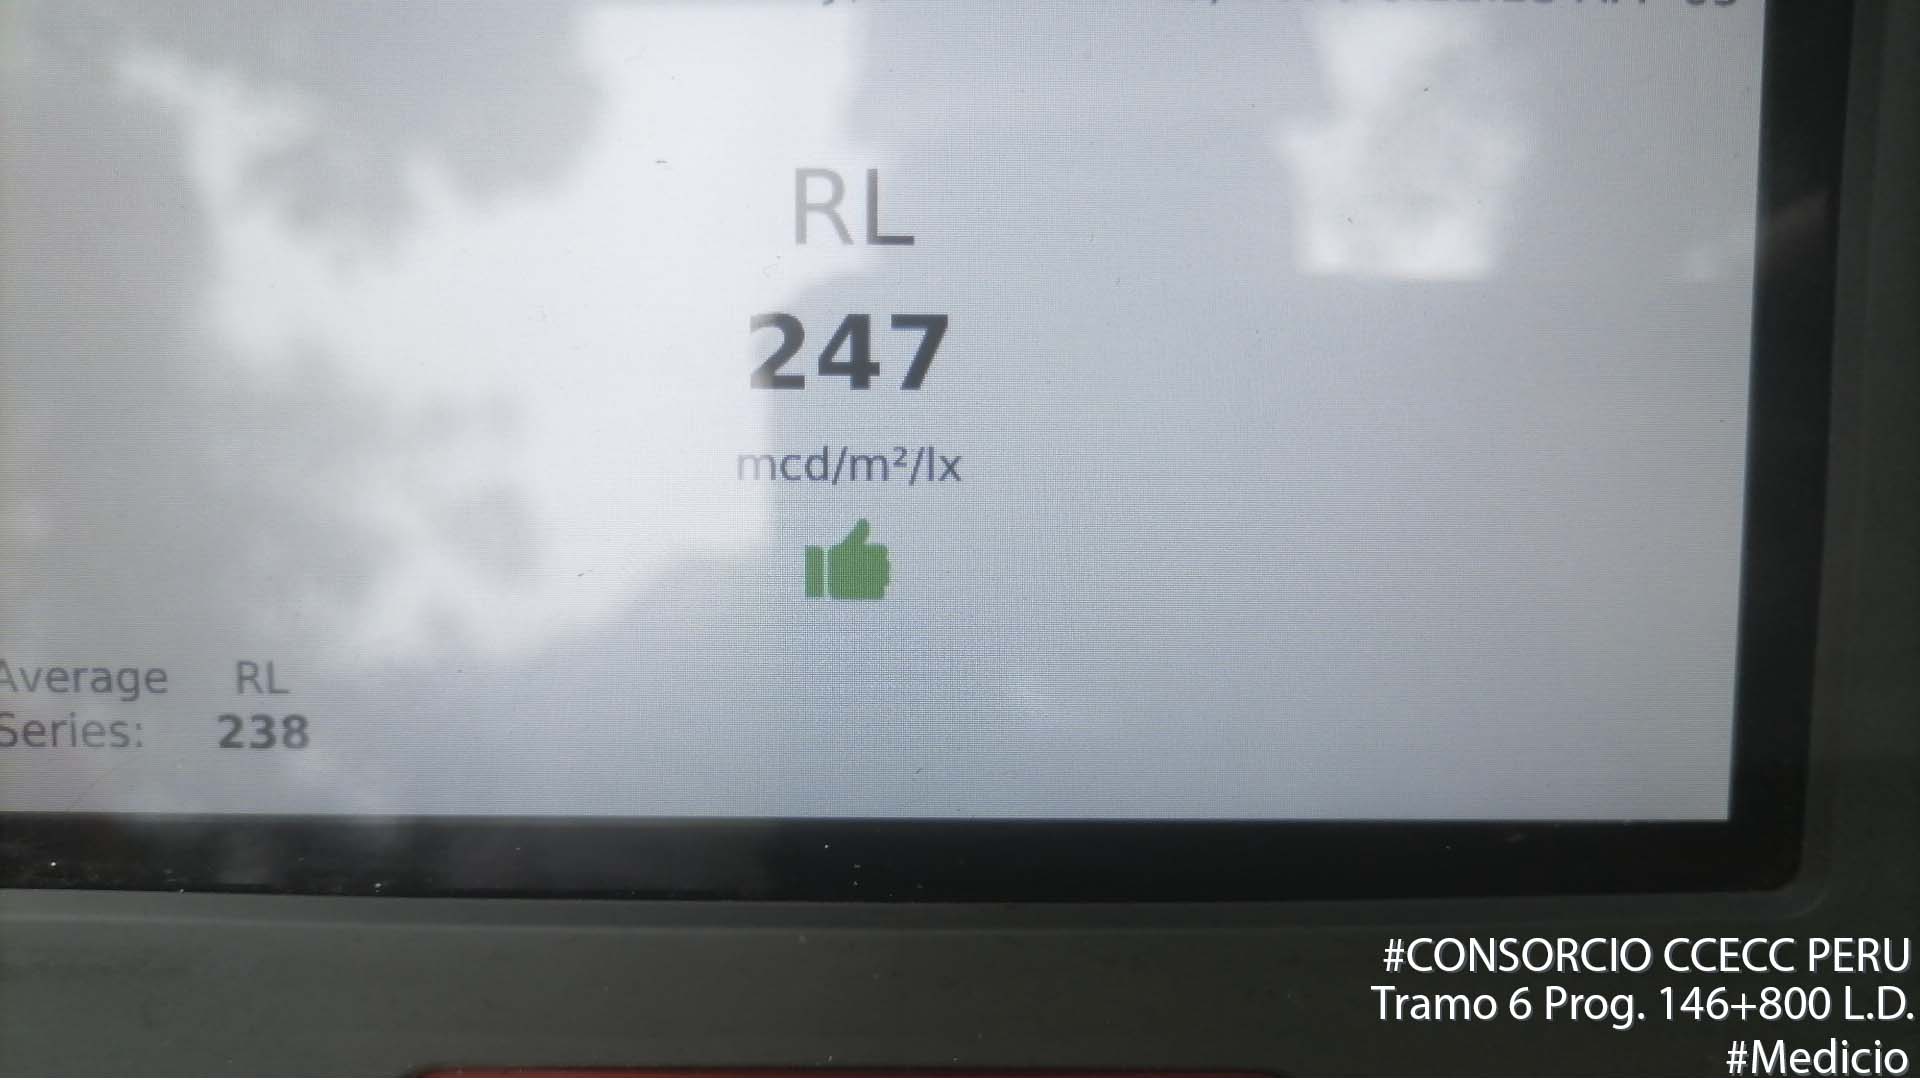 RL
247
mcd/m²/lx
Average RL
Series: 238
#CONSORCIO CCECC PERU
Tramo 6 Prog. 146+800 L.D.
#Medicio